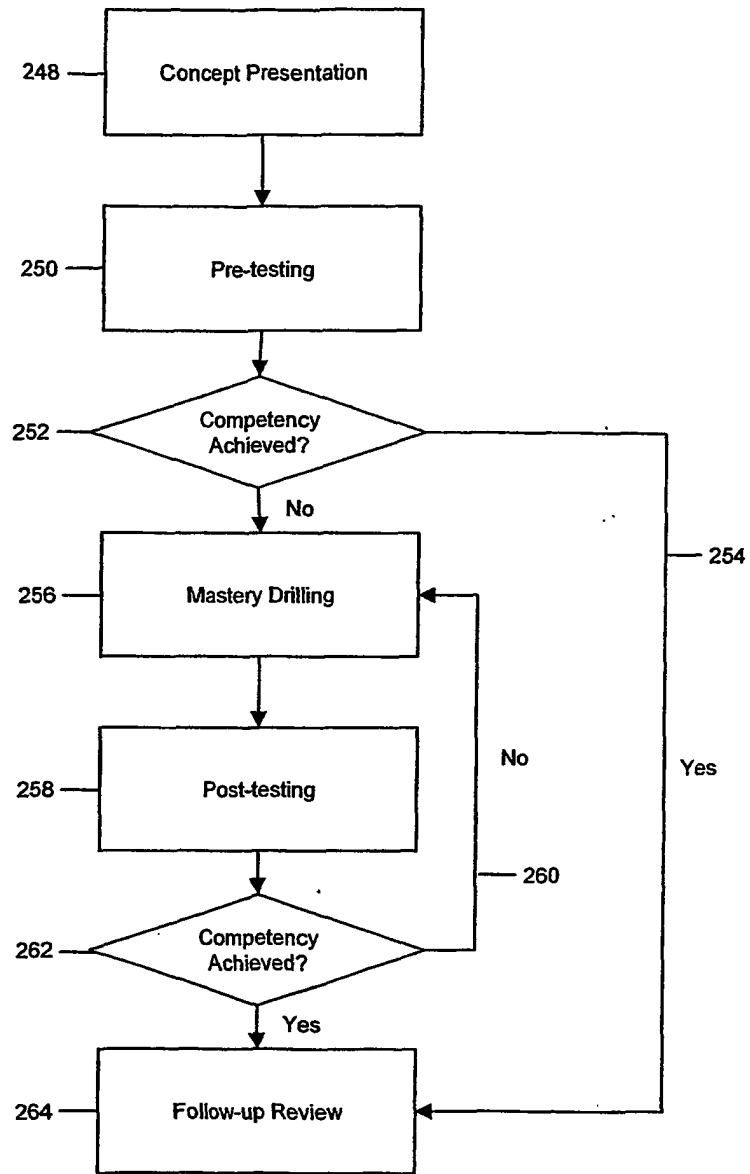 248
Concept Presentation
250
Pre-testing
252
Competency
Achieved?
No
254
256
Mastery Drilling
No
Yes
258
Post-testing
260
262
Competency
Achieved?
Yes
264
Follow-up Review